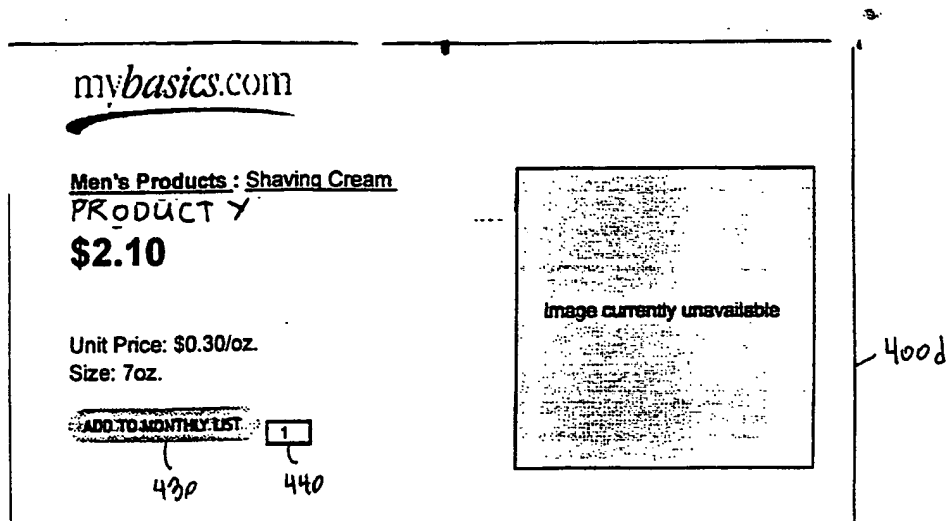 mybasics.com
Men's Products : Shaving Cream
PRODUCT Y
$2.10
Image currently unavailable
Unit Price: $0.30/oz.
Size: 7oz.
400d
ADD TO MONTHLY LIST
1
430
440